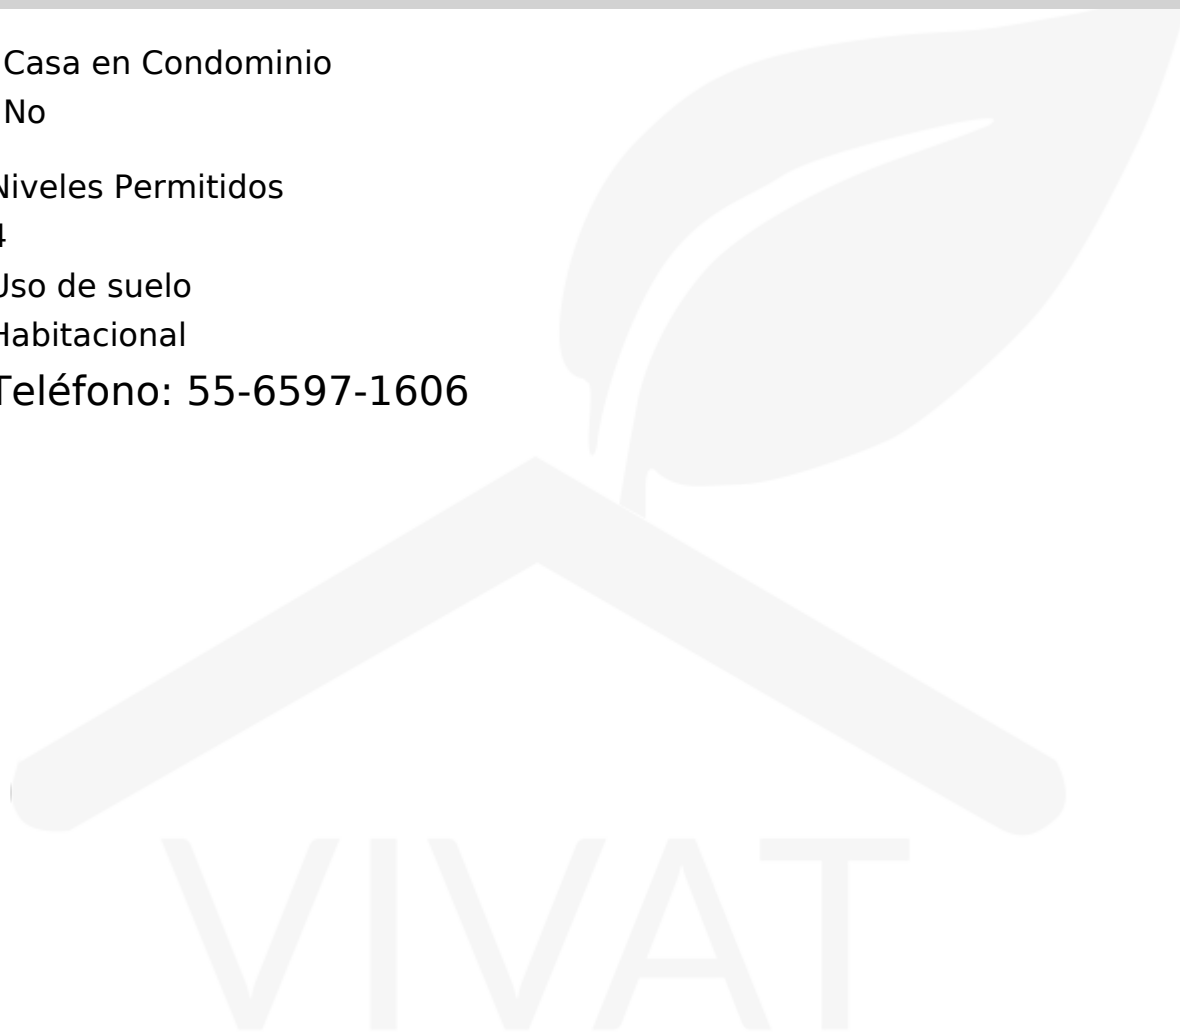 Casa en Condominio
No
Niveles Permitidos
4
Uso de suelo
Habitacional
Teléfono: 55-6597-1606
VIVAT